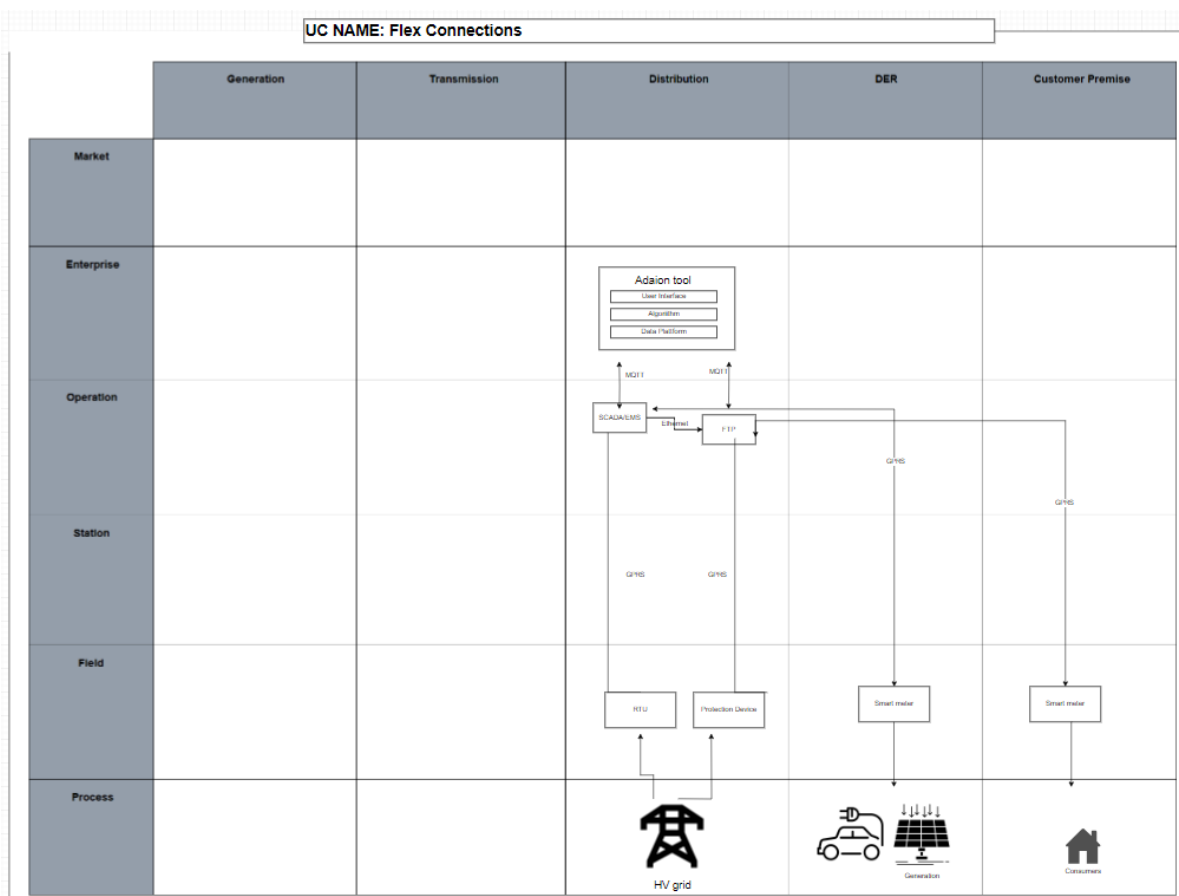 UC NAME: Flex Connections
Generation
Transmission
Distribution
DER
Customer Premise
Market
Enterprise
Adaion tool
User Interface
Algorithm
Data Platform
MQTT
MQTT
Operation
SCADA/EMS
Ethernet
FTP
GPRS
GPRS
Station
GPRS
GPRS
Field
RTU
Protection Device
Smart meter
Smart meter
Process
HV grid
Generation
Consumers